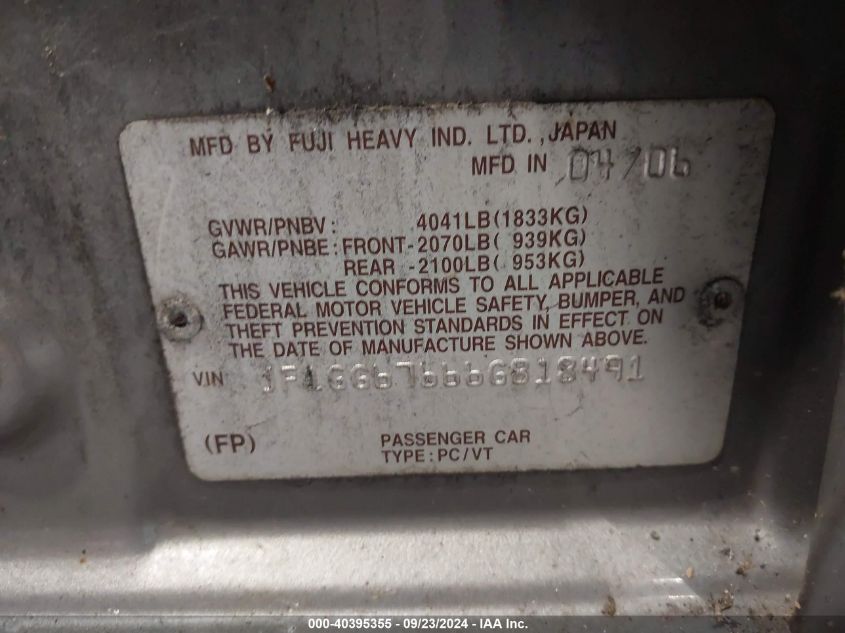 MFD BY FUJI HEAVY IND. LTD., JAPAN
MFD IN 04/06
GVWR/PNBV: 4041LB(1833KG)
GAWR/PNBE: FRONT-2070LB( 939KG)
REAR -2100LB( 953KG)
THIS VEHICLE CONFORMS TO ALL APPLICABLE
FEDERAL MOTOR VEHICLE SAFETY, BUMPER, AND
THEFT PREVENTION STANDARDS IN EFFECT ON
THE DATE OF MANUFACTURE SHOWN ABOVE.
VIN JF1GG67666G818491
(FP) PASSENGER CAR
TYPE:PC/VT
000-40395355 - 09/23/2024 - IAA Inc.